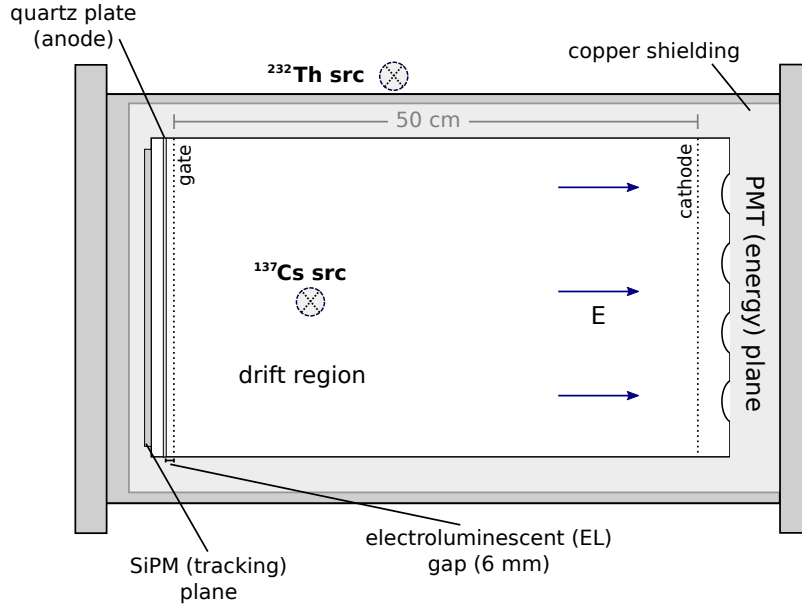 quartz plate
(anode)
²³²Th src
copper shielding
50 cm
gate
cathode
¹³⁷Cs src
E
drift region
PMT (energy) plane
electroluminescent (EL)
gap (6 mm)
SiPM (tracking)
plane